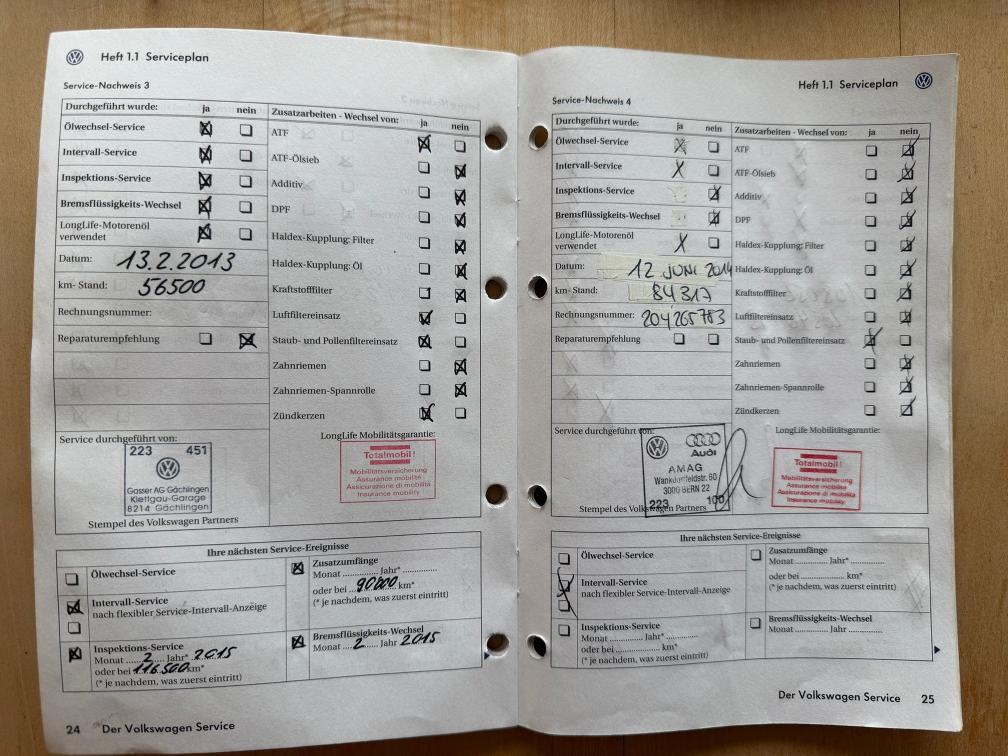 Heft 1.1 Serviceplan
Service-Nachweis 3
Durchgeführt wurde: ja nein
Ölwechsel-Service
Intervall-Service
Inspektions-Service
Bremsflüssigkeits-Wechsel
LongLife-Motorenöl
verwendet
Datum: 13.2.2013
km- Stand: 56500
Rechnungsnummer:
Reparaturempfehlung
Zusatzarbeiten - Wechsel von: ja nein
ATF
ATF-Ölsieb
Additiv
DPF
Haldex-Kupplung: Filter
Haldex-Kupplung: Öl
Kraftstofffilter
Luftfiltereinsatz
Staub- und Pollenfiltereinsatz
Zahnriemen
Zahnriemen-Spannrolle
Zündkerzen
Service durchgeführt von:
223 451
Gasser AG Gächlingen
Klettgau-Garage
8214 Gächlingen
Stempel des Volkswagen Partners
LongLife Mobilitätsgarantie:
Totalmobil!
Mobilitätsversicherung
Assurance mobilité
Assicurazione di mobilità
Insurance mobility
Ihre nächsten Service-Ereignisse
Ölwechsel-Service
Intervall-Service
nach flexibler Service-Intervall-Anzeige
Inspektions-Service
Monat 2 Jahr* 2015
oder bei 116.500 km*
(* je nachdem, was zuerst eintritt)
Zusatzumfänge
Monat .............. Jahr* ..............
oder bei 90000 km*
(* je nachdem, was zuerst eintritt)
Bremsflüssigkeits-Wechsel
Monat 2 Jahr 2015
24 Der Volkswagen Service
Heft 1.1 Serviceplan
Service-Nachweis 4
Durchgeführt wurde: ja nein
Ölwechsel-Service
Intervall-Service
Inspektions-Service
Bremsflüssigkeits-Wechsel
LongLife-Motorenöl
verwendet
Datum: 12. JUNI 2014
km- Stand: 84317
Rechnungsnummer: 204265783
Reparaturempfehlung
Zusatzarbeiten - Wechsel von: ja nein
ATF
ATF-Ölsieb
Additiv
DPF
Haldex-Kupplung: Filter
Haldex-Kupplung: Öl
Kraftstofffilter
Luftfiltereinsatz
Staub- und Pollenfiltereinsatz
Zahnriemen
Zahnriemen-Spannrolle
Zündkerzen
Service durchgeführt von:
Audi
AMAG
Wankdorffeldstr. 60
3000 BERN 22
223 100
Stempel des Volkswagen Partners
LongLife Mobilitätsgarantie:
Totalmobil!
Mobilitätsversicherung
Assurance mobilité
Assicurazione di mobilità
Insurance mobility
Ihre nächsten Service-Ereignisse
Ölwechsel-Service
Intervall-Service
nach flexibler Service-Intervall-Anzeige
Inspektions-Service
Monat .............. Jahr* ..............
oder bei .............. km*
(* je nachdem, was zuerst eintritt)
Zusatzumfänge
Monat .............. Jahr* ..............
oder bei .............. km*
(* je nachdem, was zuerst eintritt)
Bremsflüssigkeits-Wechsel
Monat .............. Jahr ..............
Der Volkswagen Service 25